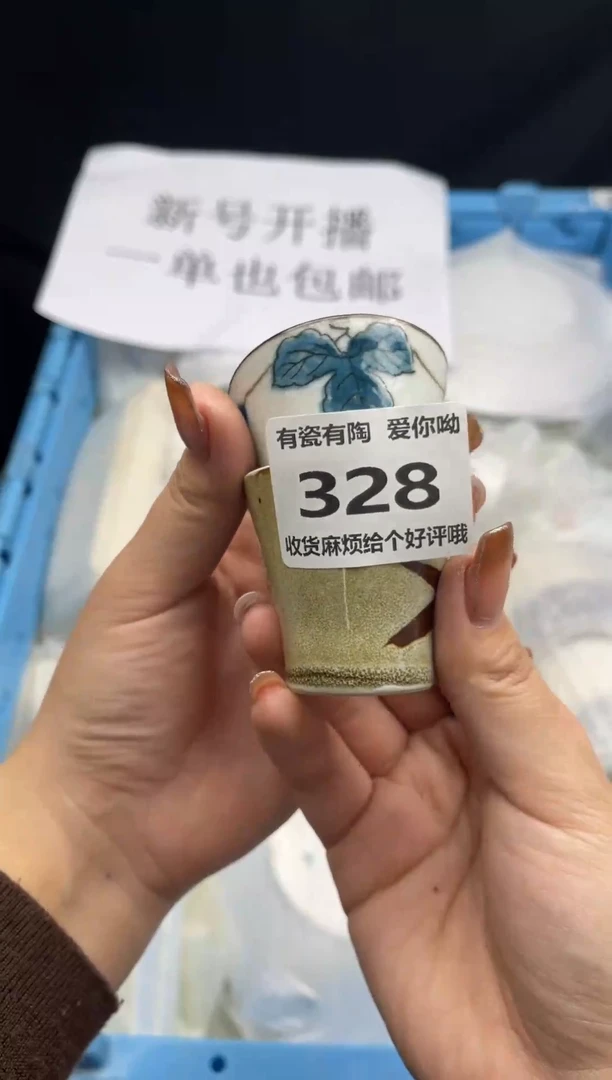 新号开播
一单也包邮
有瓷有陶 爱你呦
328
收货麻烦给个好评哦